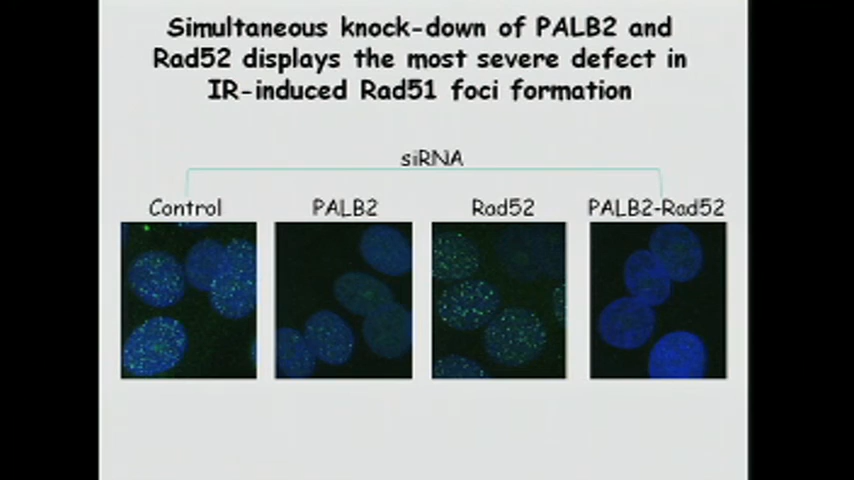 Simultaneous knock-down of PALB2 and
Rad52 displays the most severe defect in
IR-induced Rad51 foci formation
siRNA
Control PALB2 Rad52 PALB2-Rad52